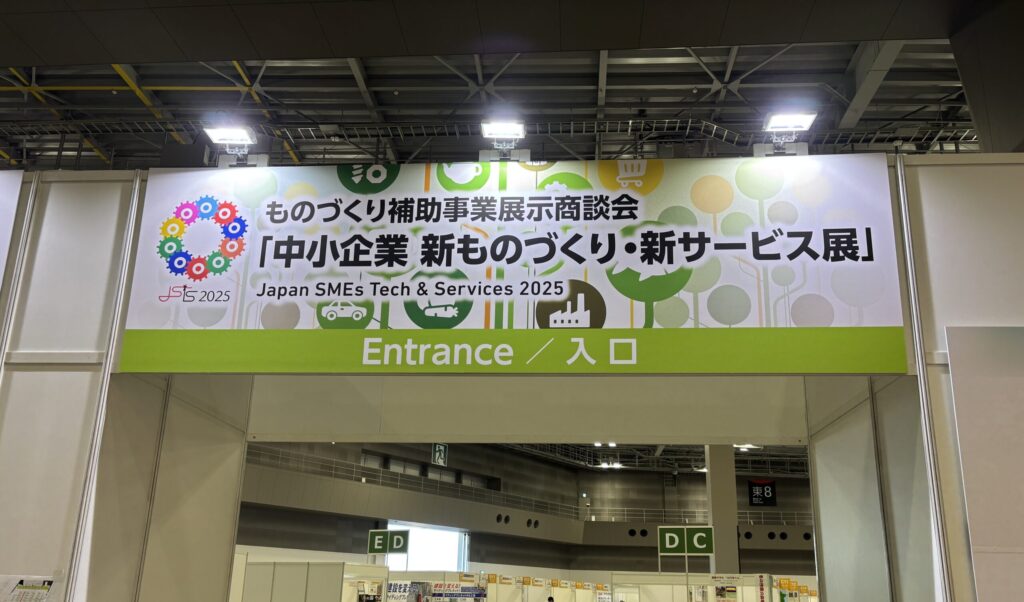 ものづくり補助事業展示商談会
「中小企業 新ものづくり・新サービス展」
JSTS 2025
Japan SMEs Tech & Services 2025
Entrance / 入口
東8
E D
D C